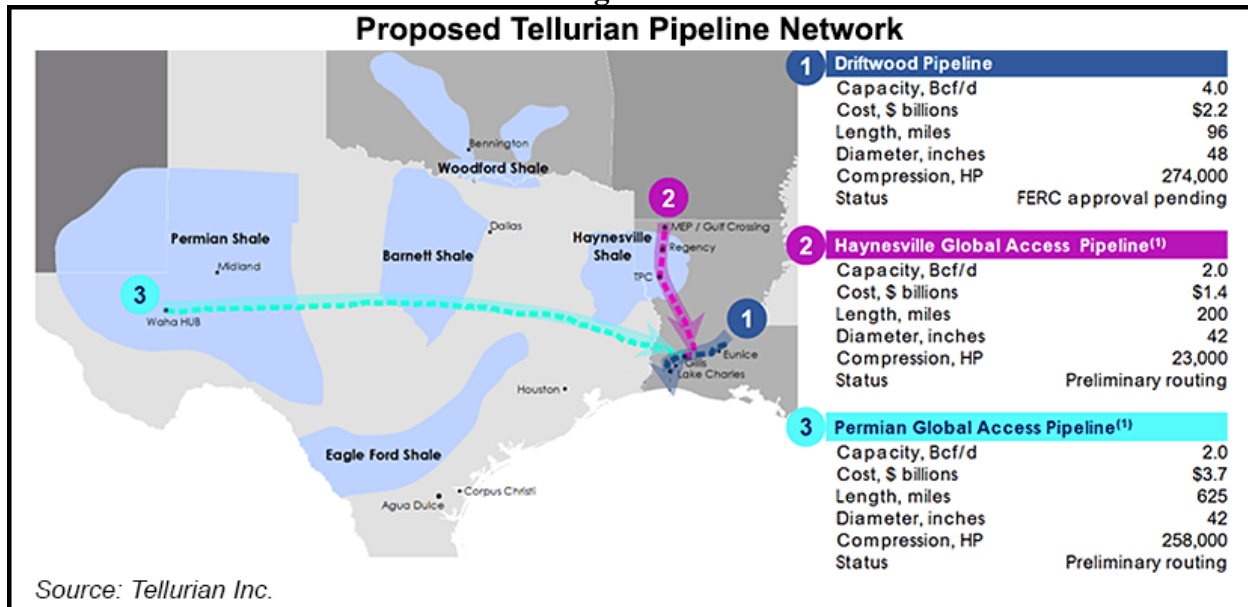 Proposed Tellurian Pipeline Network
Bennington
Woodford Shale
2
Dallas
MEP / Gulf Crossing
Permian Shale
Haynesville
Shale
Regency
Barnett Shale
Midland
TPC
3
Waha HUB
1
Eunice
Gillis
Lake Charles
Houston
Eagle Ford Shale
Corpus Christi
Agua Dulce
Source: Tellurian Inc.
1 Driftwood Pipeline
Capacity, Bcf/d 4.0
Cost, $ billions $2.2
Length, miles 96
Diameter, inches 48
Compression, HP 274,000
Status FERC approval pending
2 Haynesville Global Access Pipeline(1)
Capacity, Bcf/d 2.0
Cost, $ billions $1.4
Length, miles 200
Diameter, inches 42
Compression, HP 23,000
Status Preliminary routing
3 Permian Global Access Pipeline(1)
Capacity, Bcf/d 2.0
Cost, $ billions $3.7
Length, miles 625
Diameter, inches 42
Compression, HP 258,000
Status Preliminary routing